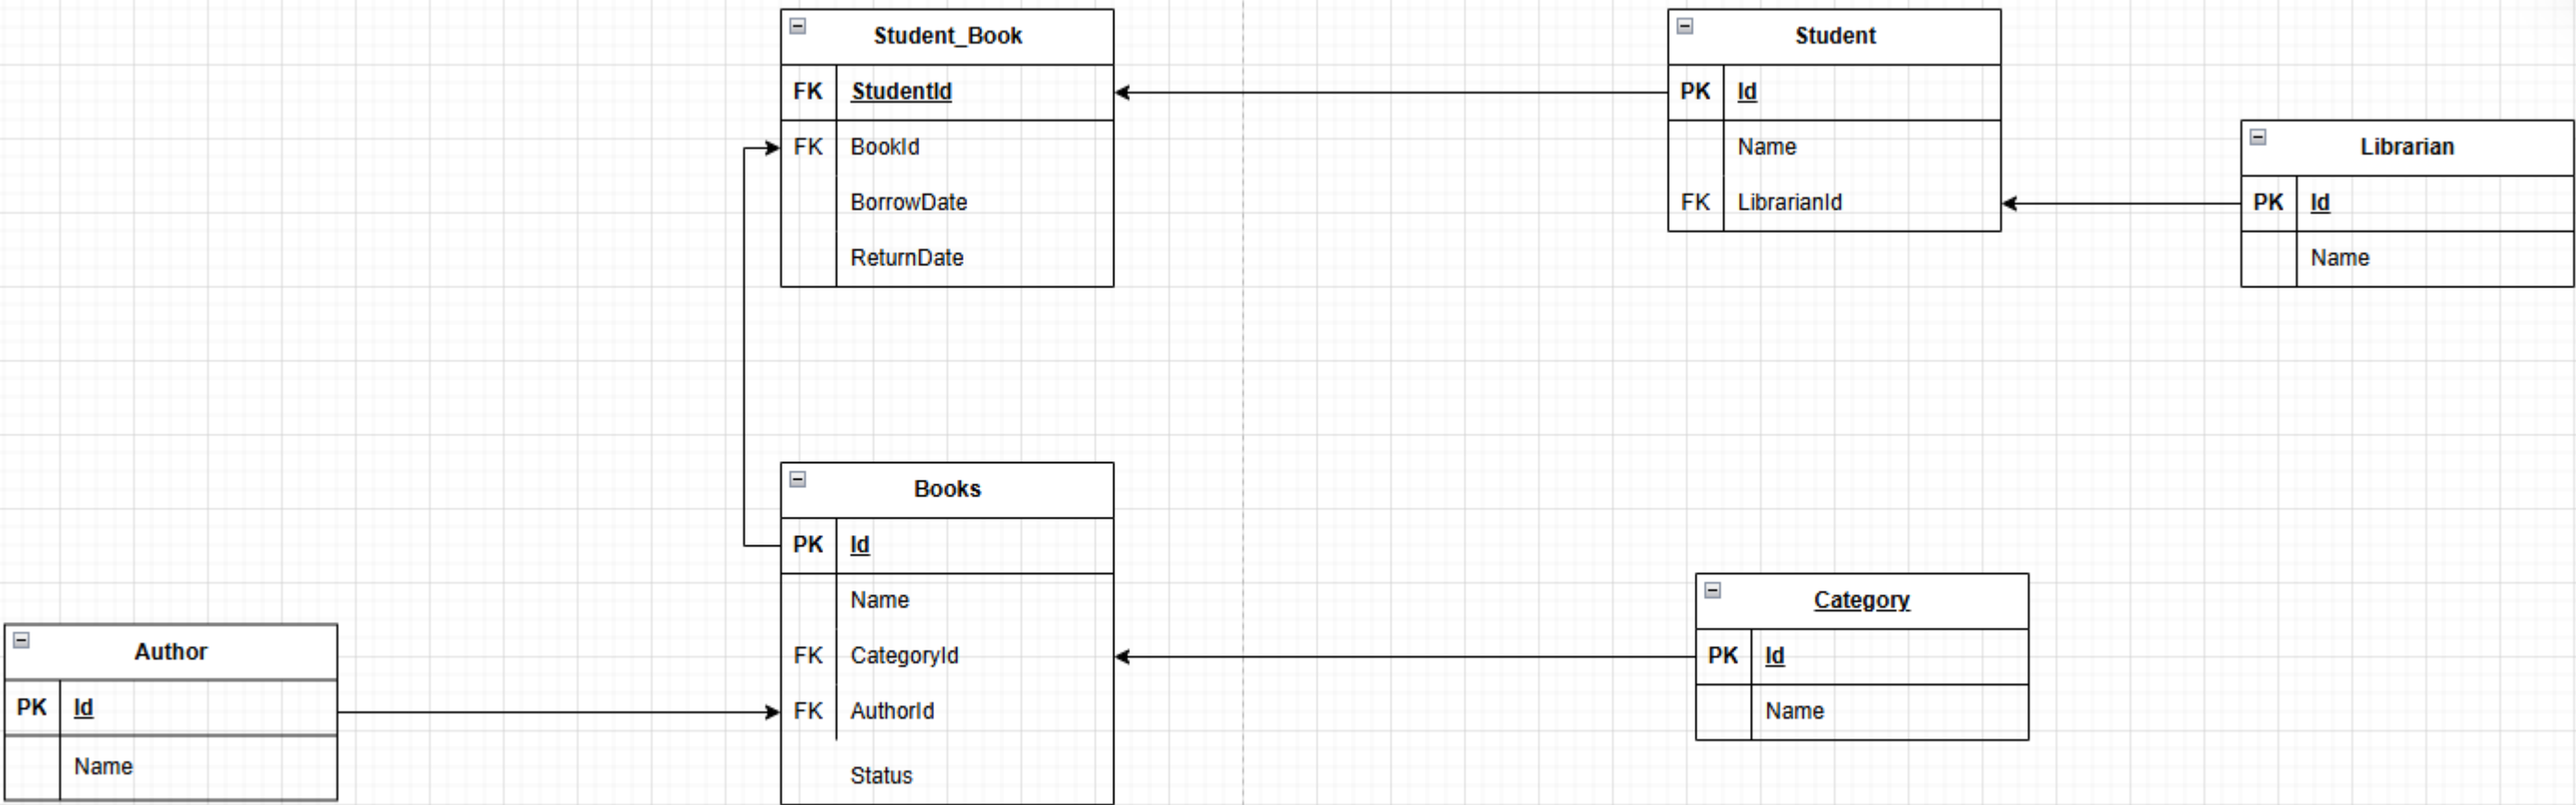 Student_Book
FK StudentId
FK BookId
BorrowDate
ReturnDate
Student
PK Id
Name
FK LibrarianId
Librarian
PK Id
Name
Books
PK Id
Name
FK CategoryId
FK AuthorId
Status
Category
PK Id
Name
Author
PK Id
Name